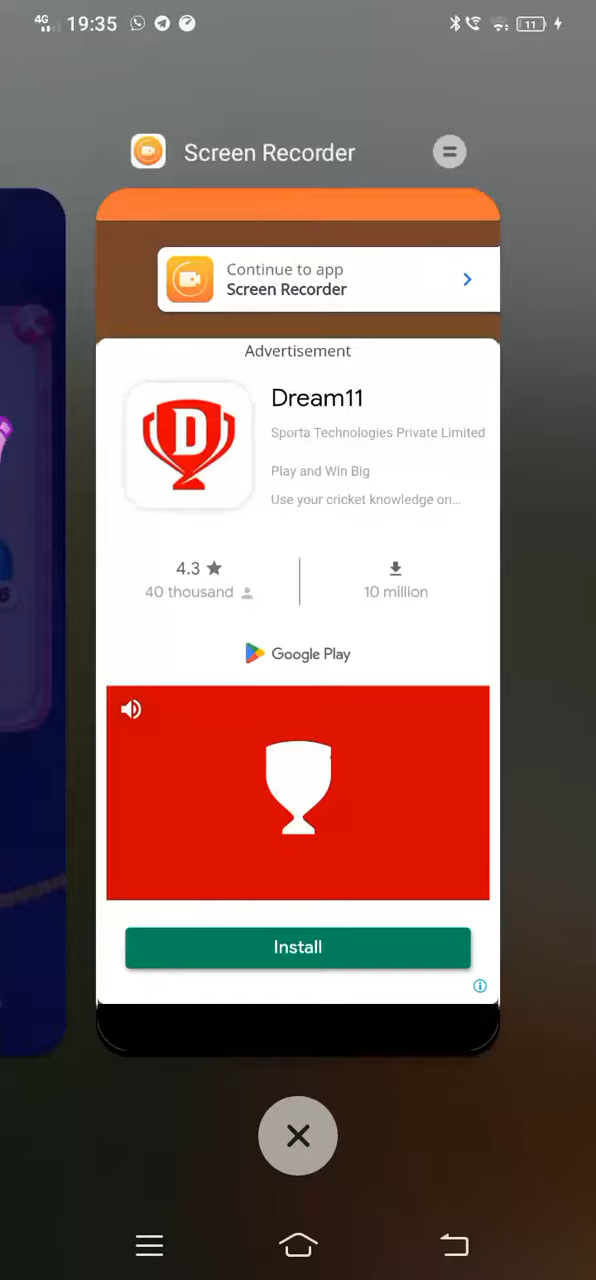 4G 19:35 11
Screen Recorder
Continue to app
Screen Recorder
Advertisement
D
Dream11
Sporta Technologies Private Limited
Play and Win Big
Use your cricket knowledge on...
4.3 ★
40 thousand
10 million
Google Play
Install